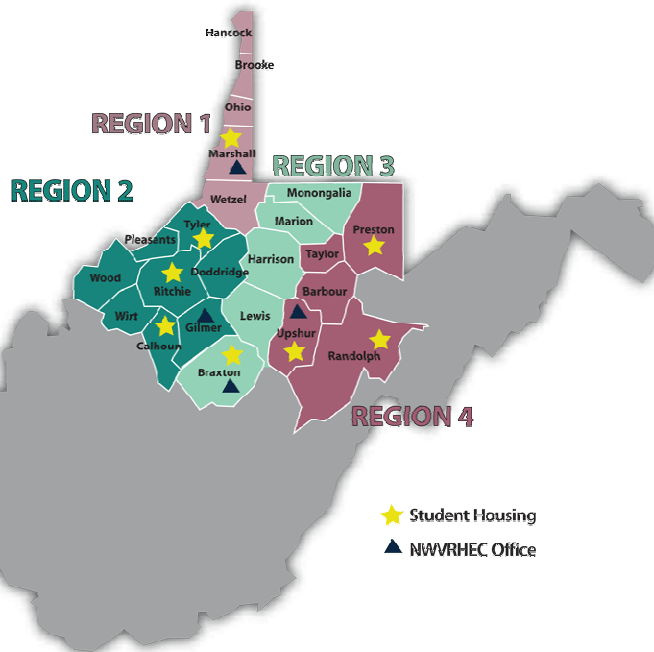 Hancock
Brooke
Ohio
REGION 1
Marshall
REGION 3
REGION 2
Monongalia
Wetzel
Marion
Tyler
Preston
Pleasants
Taylor
Harrison
Doddridge
Wood
Ritchie
Barbour
Wirt
Lewis
Gilmer
Upshur
Calhoun
Randolph
Braxton
REGION 4
Student Housing
NWVRHEC Office